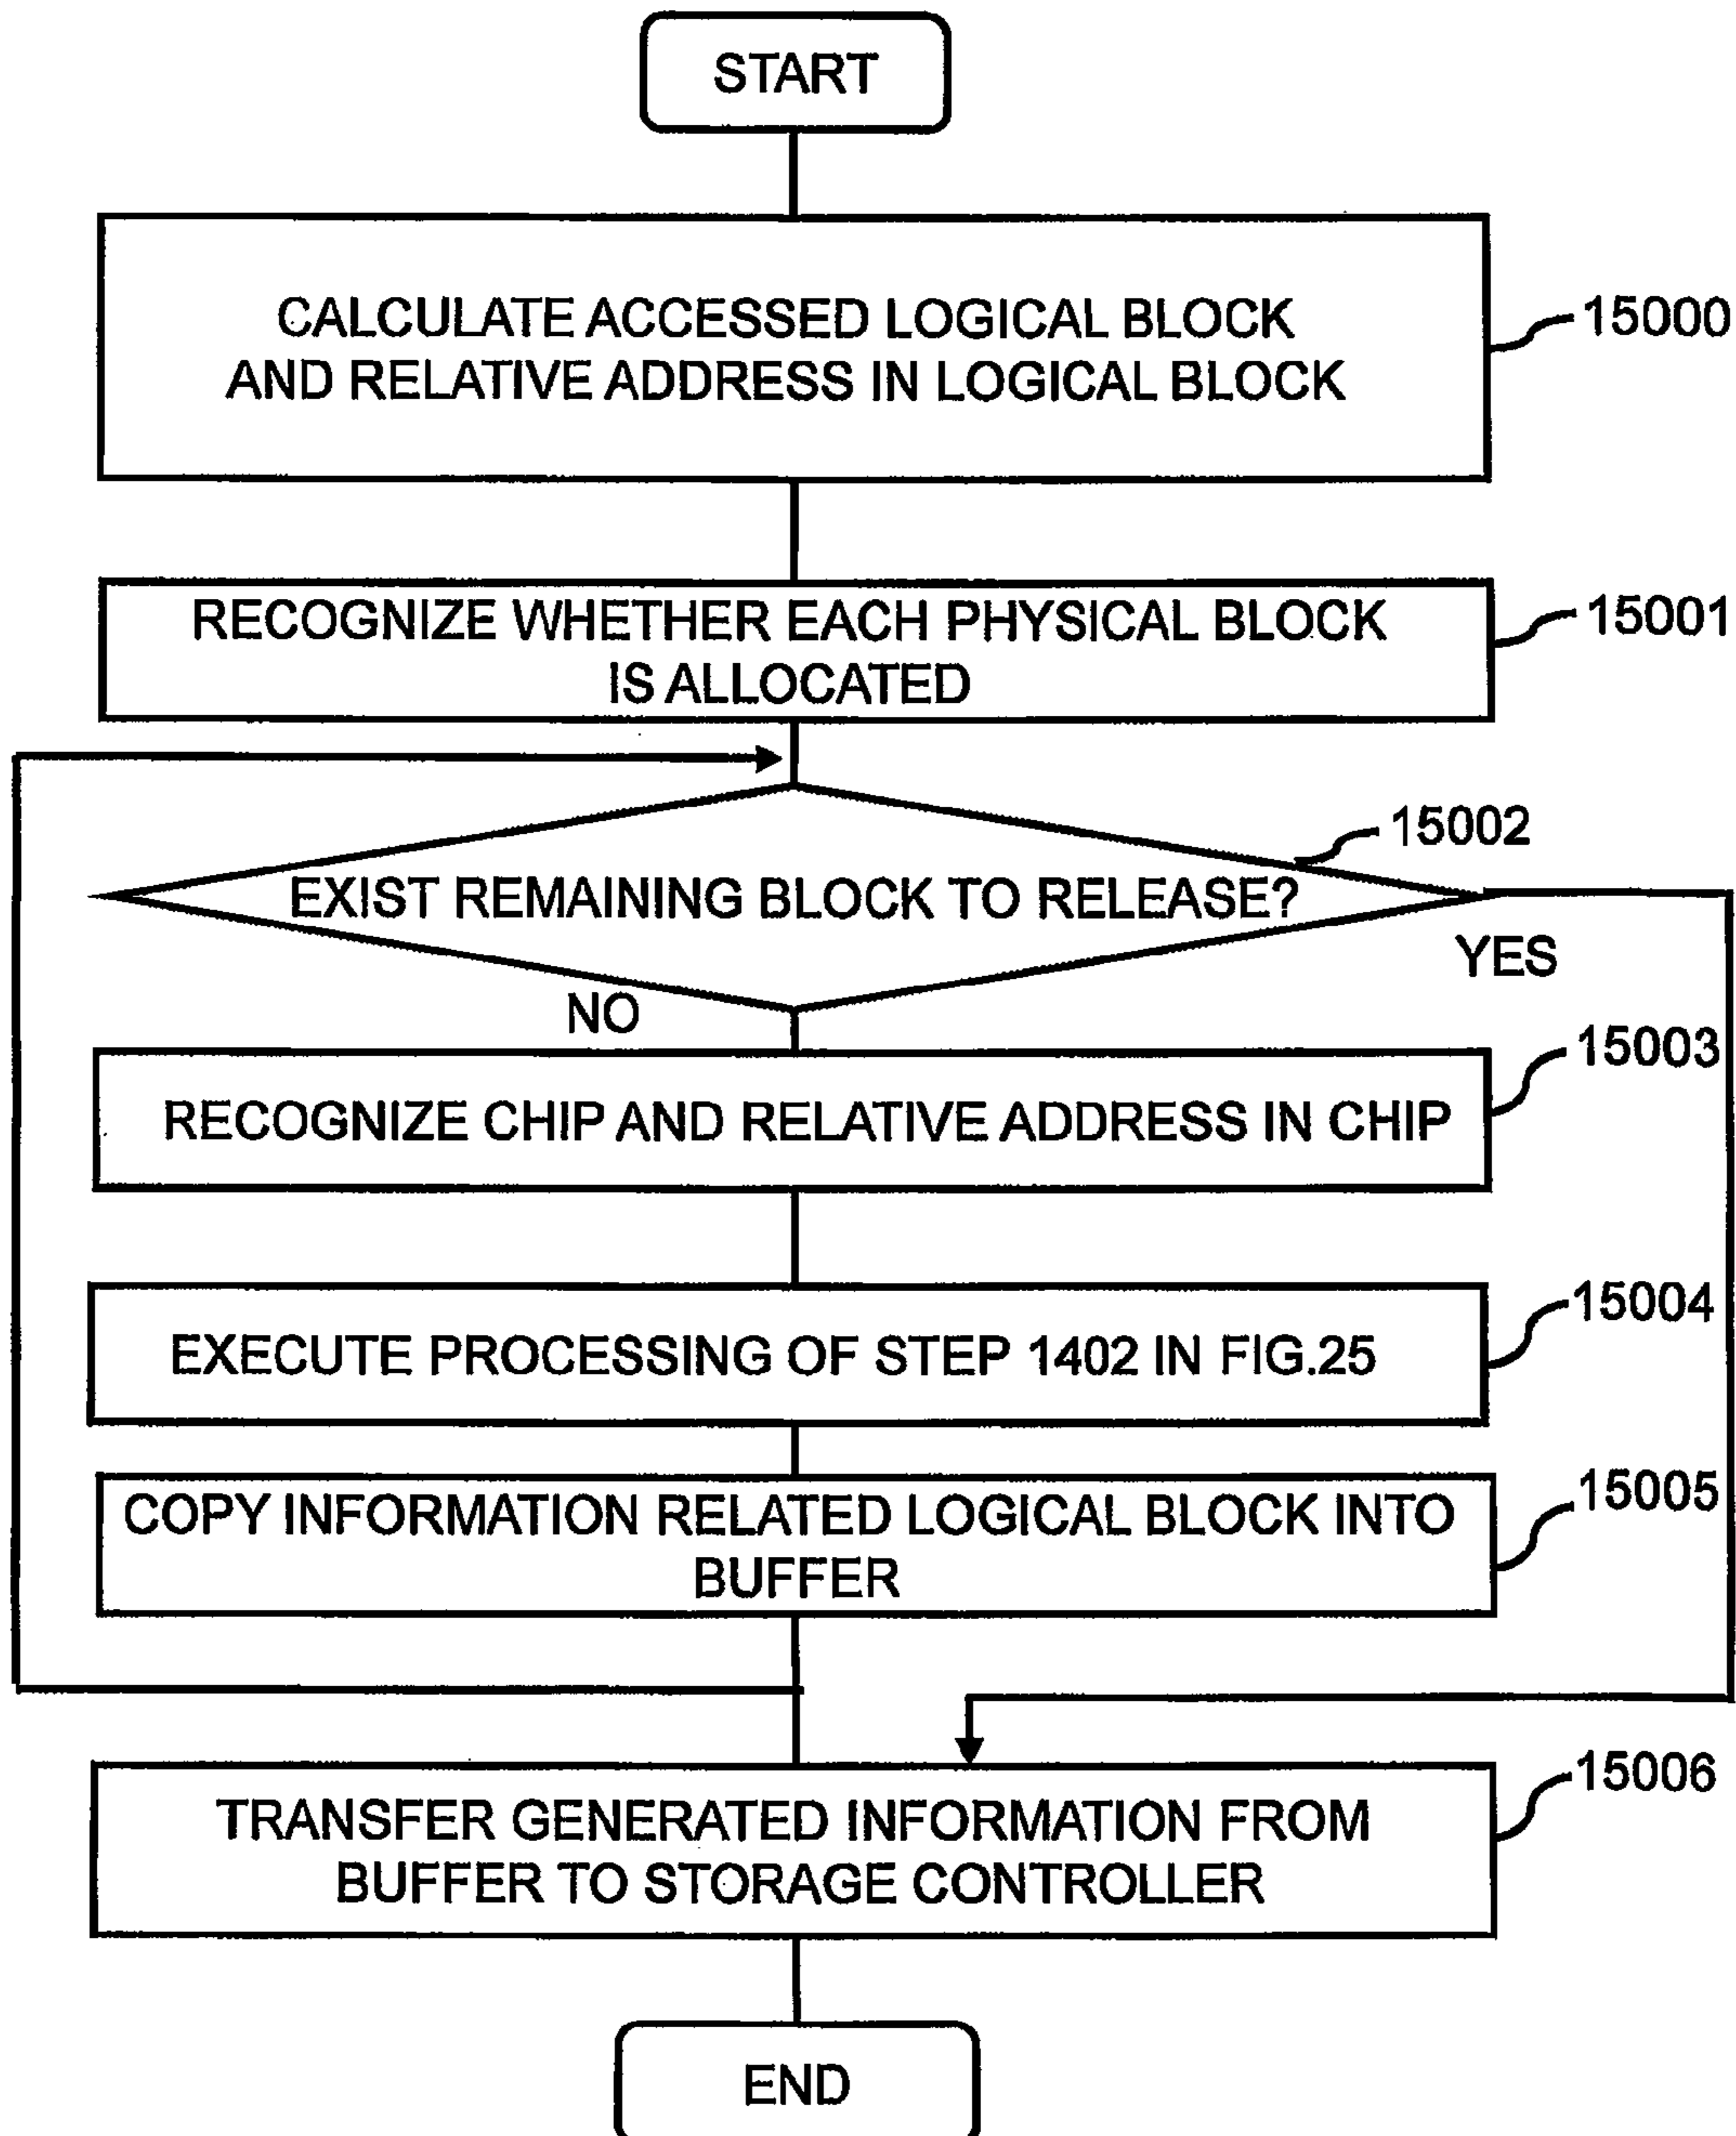 START
CALCULATE ACCESSED LOGICAL BLOCK
AND RELATIVE ADDRESS IN LOGICAL BLOCK
15000
RECOGNIZE WHETHER EACH PHYSICAL BLOCK
IS ALLOCATED
15001
15002
EXIST REMAINING BLOCK TO RELEASE?
YES
NO
15003
RECOGNIZE CHIP AND RELATIVE ADDRESS IN CHIP
15004
EXECUTE PROCESSING OF STEP 1402 IN FIG.25
15005
COPY INFORMATION RELATED LOGICAL BLOCK INTO
BUFFER
15006
TRANSFER GENERATED INFORMATION FROM
BUFFER TO STORAGE CONTROLLER
END